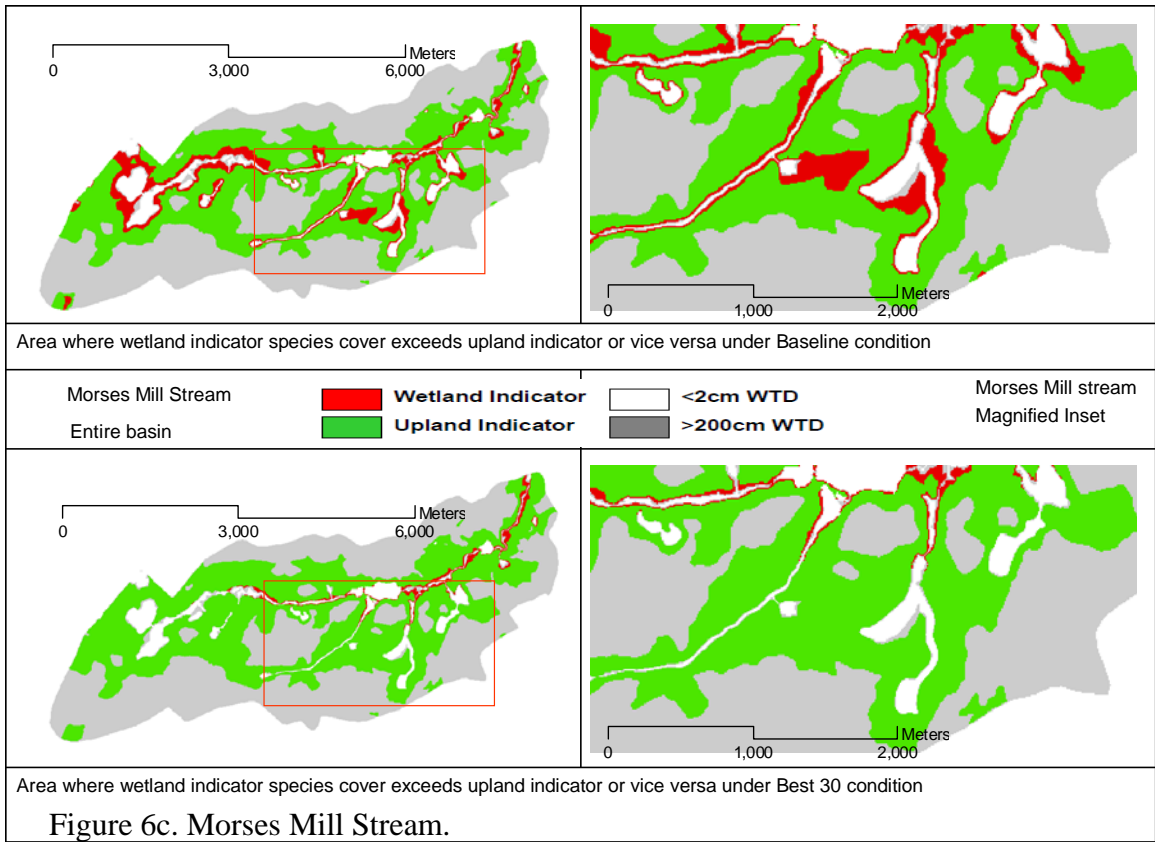 Meters
0 3,000 6,000
Meters
0 1,000 2,000
Area where wetland indicator species cover exceeds upland indicator or vice versa under Baseline condition
Morses Mill Stream
Entire basin
Wetland Indicator
Upland Indicator
<2cm WTD
>200cm WTD
Morses Mill stream
Magnified Inset
Meters
0 3,000 6,000
Meters
0 1,000 2,000
Area where wetland indicator species cover exceeds upland indicator or vice versa under Best 30 condition
Figure 6c. Morses Mill Stream.